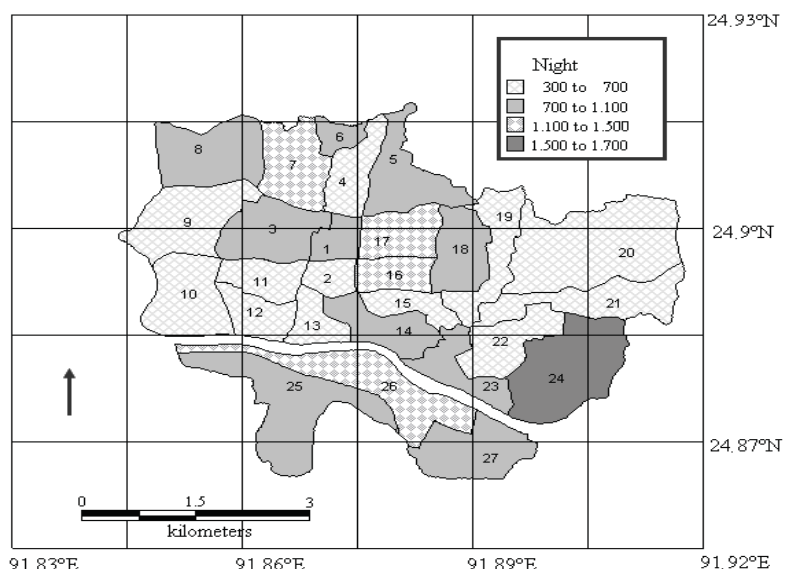 24.93°N
Night
300 to 700
700 to 1.100
1.100 to 1.500
1.500 to 1.700
6
8
7
5
4
9
3
1
17
18
19
24.9°N
20
16
11
2
10
15
21
12
13
14
22
24
25
26
23
24.87°N
27
0 1.5 3
kilometers
91.83°E 91.86°E 91.89°E 91.92°E